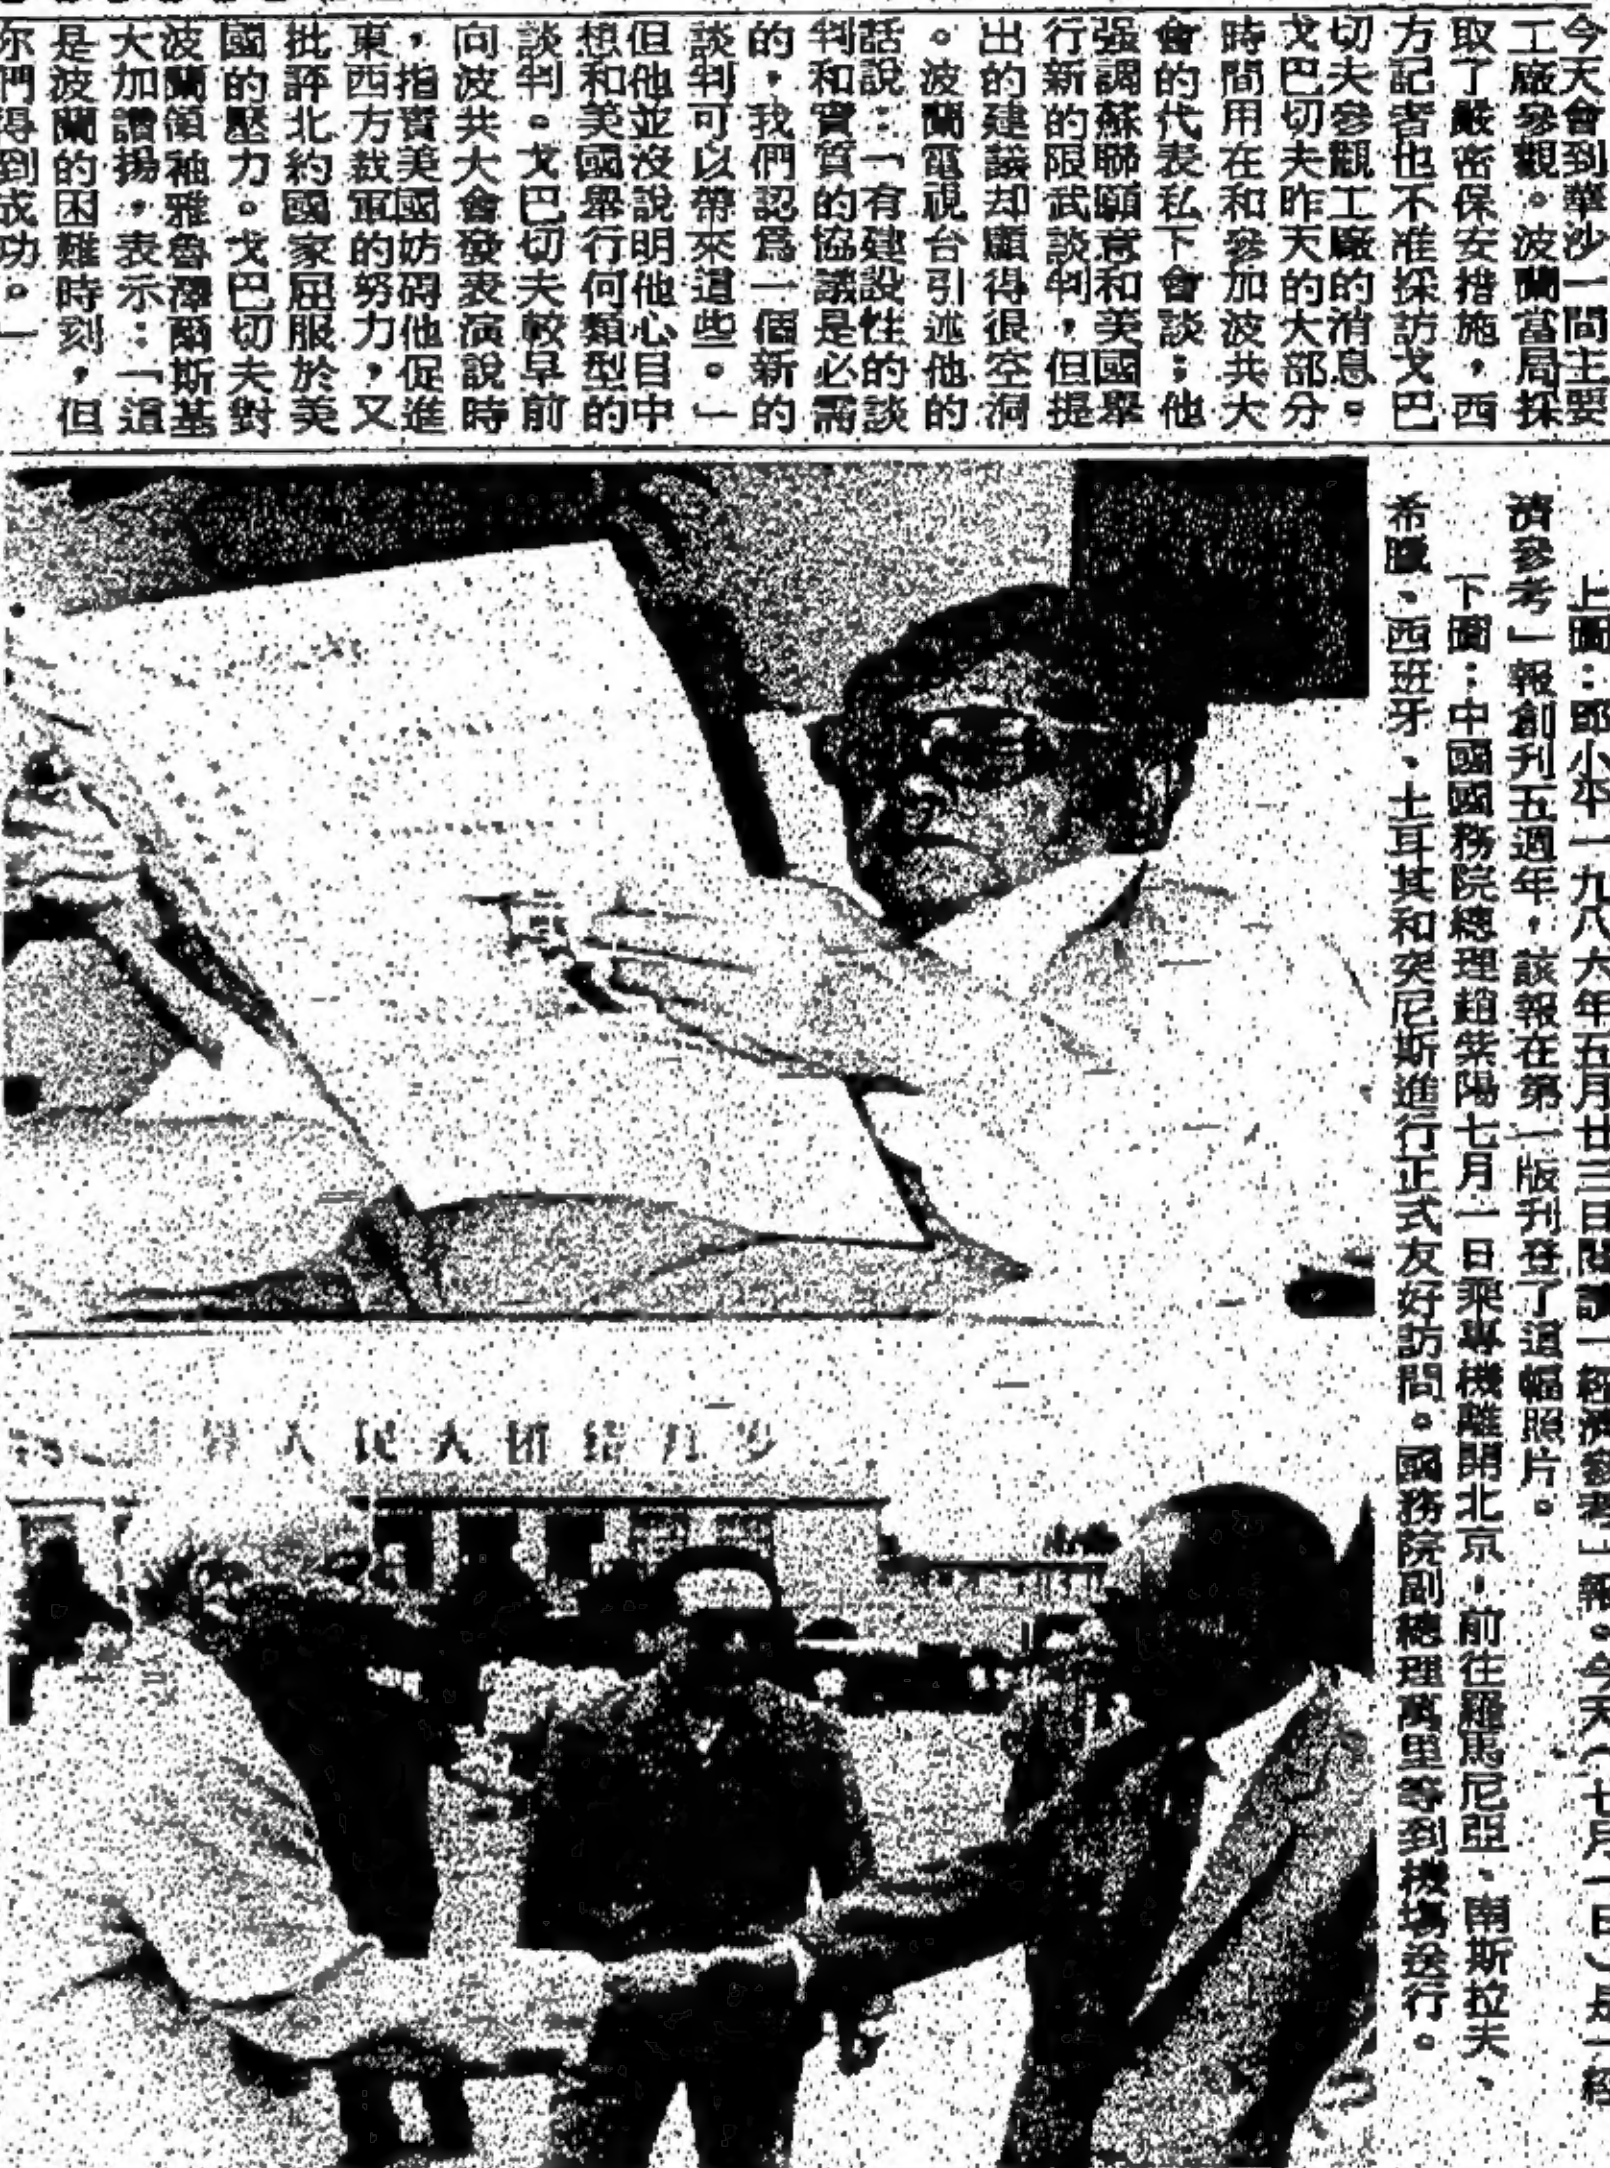 今天會到華沙一間主要
工廠參觀。波蘭當局採
取了嚴密保安措施，西
方記者也不准採訪戈巴
切夫參觀工廠的消息。
戈巴切夫昨天的大部分
時間用在和參加波共大
會的代表私下會談；他
强調蘇聯願意和美國舉
行新的限武談判，但提
出的建議却顯得很空洞
。波蘭電視台引述他的
話說：「有建設性的談
判和實質的協議是必需
的，我們認爲一個新的
談判可以帶來這些。」
但他並沒說明他心目中
想和美國舉行何類型的
談判。戈巴切夫較早前
向波共大會發表演說時
，指責美國妨碍他促進
東西方裁軍的努力，又
批評北約國家屈服於美
國的壓力。戈巴切夫對
波蘭領袖雅魯澤爾斯基
大加讚揚，表示：「這
是波蘭的困難時刻，但
你們得到成功。」
上圖：鄧小平一九八六年五月廿三日閱讀「經濟參考」報。今天（七月一日）是「經
濟參考」報創刊五週年，該報在第一版刊登了這幅照片。
下圖：中國國務院總理趙紫陽七月一日乘專機離開北京，前往羅馬尼亞、南斯拉夫、
希臘、西班牙、土耳其和突尼斯進行正式友好訪問。國務院副總理萬里等到機場送行。
界人民大团结万岁